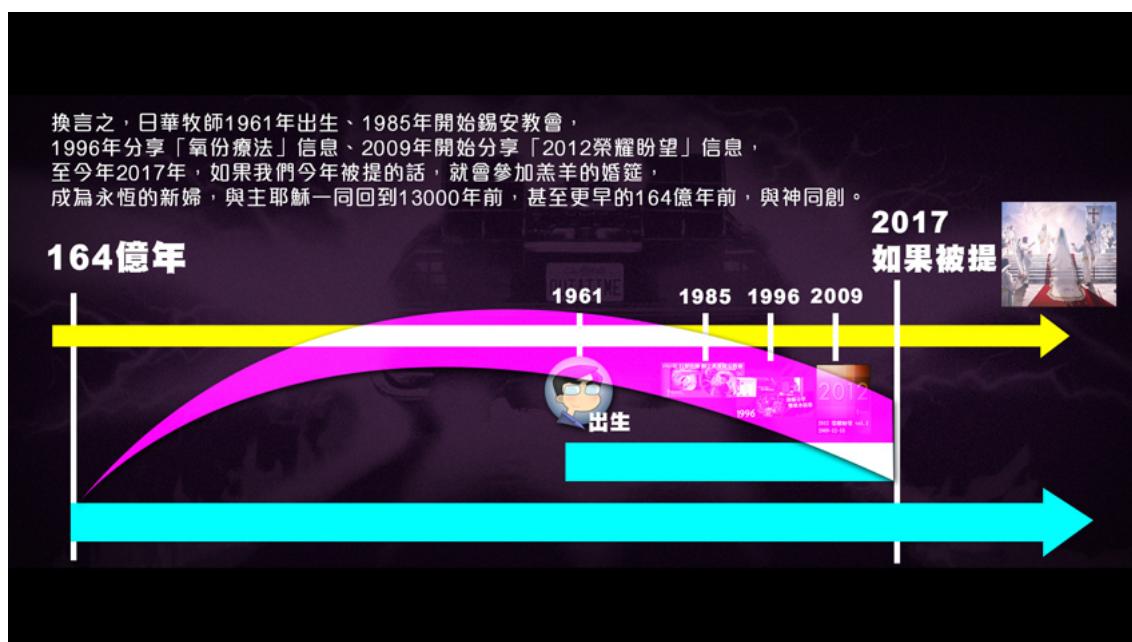 換言之，日華牧師1961年出生、1985年開始錫安教會，
1996年分享「氧份療法」信息、2009年開始分享「2012榮耀盼望」信息，
至今年2017年，如果我們今年被提的話，就會參加羔羊的婚筵，
成為永恆的新婦，與主耶穌一同回到13000年前，甚至更早的164億年前，與神同創。
164億年
2017
如果被提
1961
1985
1996
2009
出生
1996
2012